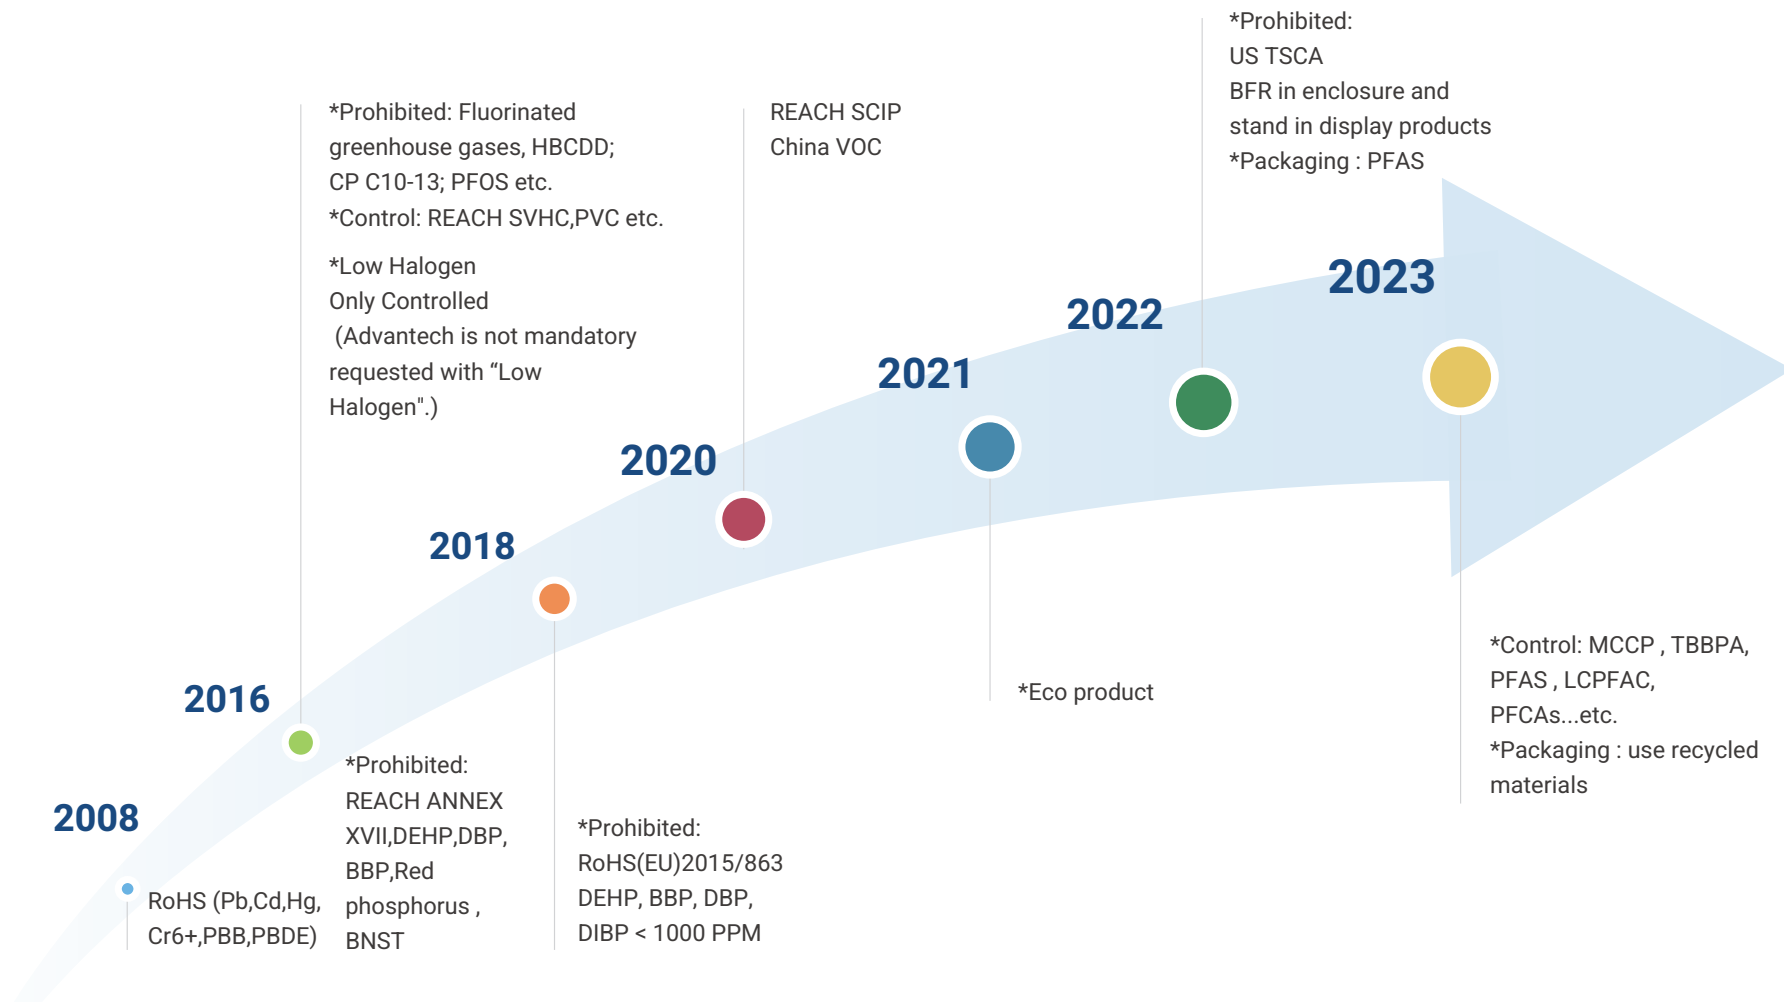 2008
RoHS (Pb,Cd,Hg,
Cr6+,PBB,PBDE)
2016
*Prohibited: Fluorinated
greenhouse gases, HBCDD;
CP C10-13; PFOS etc.
*Control: REACH SVHC,PVC etc.
*Low Halogen
Only Controlled
(Advantech is not mandatory
requested with “Low
Halogen".)
*Prohibited:
REACH ANNEX
XVII,DEHP,DBP,
BBP,Red
phosphorus ,
BNST
2018
*Prohibited:
RoHS(EU)2015/863
DEHP, BBP, DBP,
DIBP < 1000 PPM
2020
REACH SCIP
China VOC
2021
*Eco product
2022
*Prohibited:
US TSCA
BFR in enclosure and
stand in display products
*Packaging : PFAS
2023
*Control: MCCP , TBBPA,
PFAS , LCPFAC,
PFCAs...etc.
*Packaging : use recycled
materials